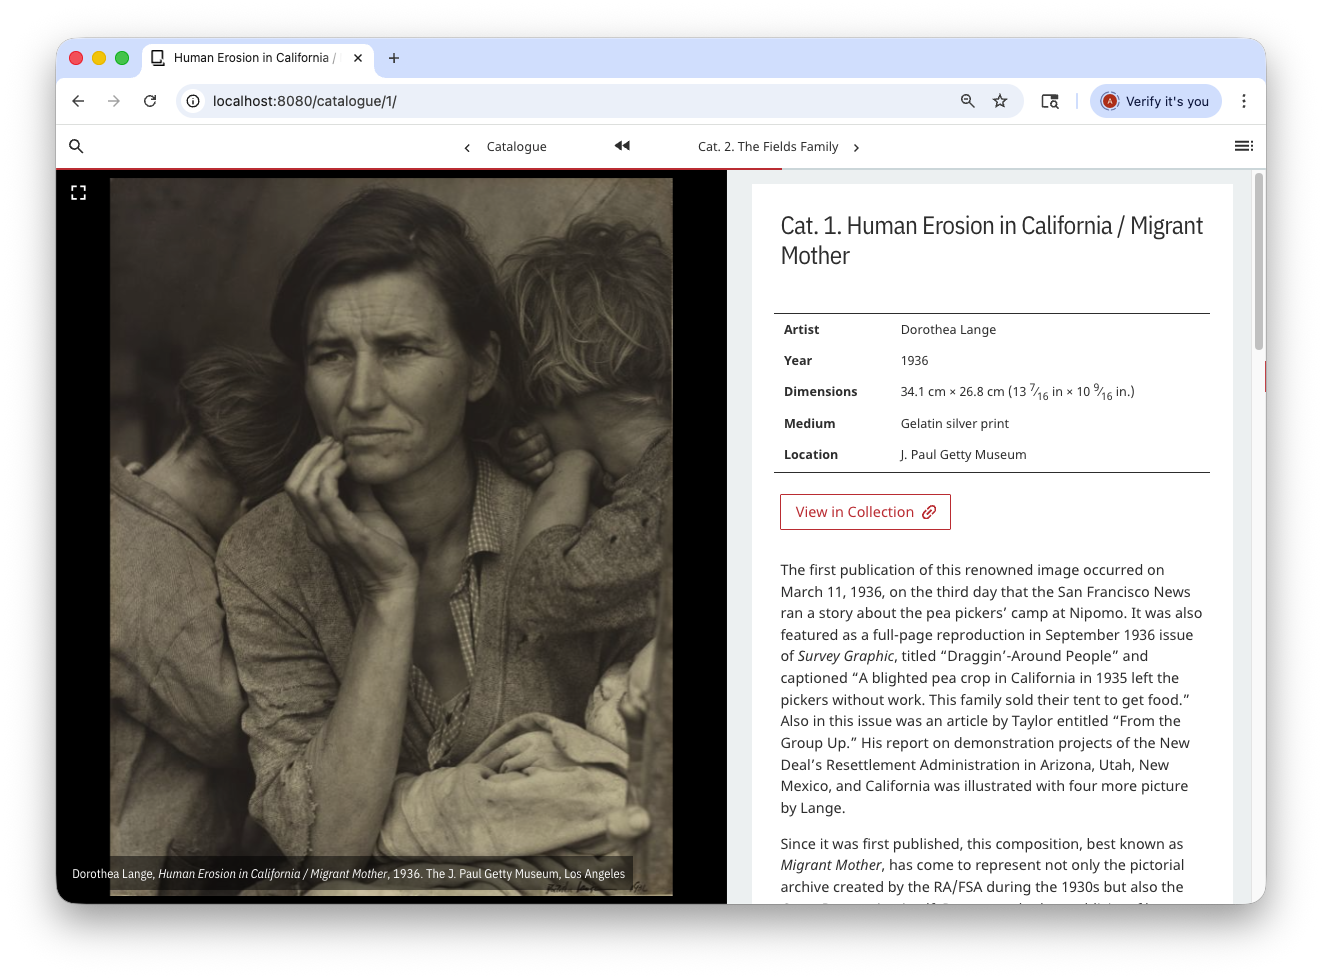 Human Erosion in California /
localhost:8080/catalogue/1/
A
Verify it's you
Catalogue
Cat. 2. The Fields Family
Cat. 1. Human Erosion in California / Migrant
Mother
Artist Dorothea Lange
Year 1936
Dimensions 34.1 cm × 26.8 cm (13 7⁄16 in × 10 9⁄16 in.)
Medium Gelatin silver print
Location J. Paul Getty Museum
View in Collection
The first publication of this renowned image occurred on
March 11, 1936, on the third day that the San Francisco News
ran a story about the pea pickers’ camp at Nipomo. It was also
featured as a full-page reproduction in September 1936 issue
of Survey Graphic, titled “Draggin’-Around People” and
captioned “A blighted pea crop in California in 1935 left the
pickers without work. This family sold their tent to get food.”
Also in this issue was an article by Taylor entitled “From the
Group Up.” His report on demonstration projects of the New
Deal’s Resettlement Administration in Arizona, Utah, New
Mexico, and California was illustrated with four more picture
by Lange.
Since it was first published, this composition, best known as
Migrant Mother, has come to represent not only the pictorial
archive created by the RA/FSA during the 1930s but also the
Dorothea Lange, Human Erosion in California / Migrant Mother, 1936. The J. Paul Getty Museum, Los Angeles